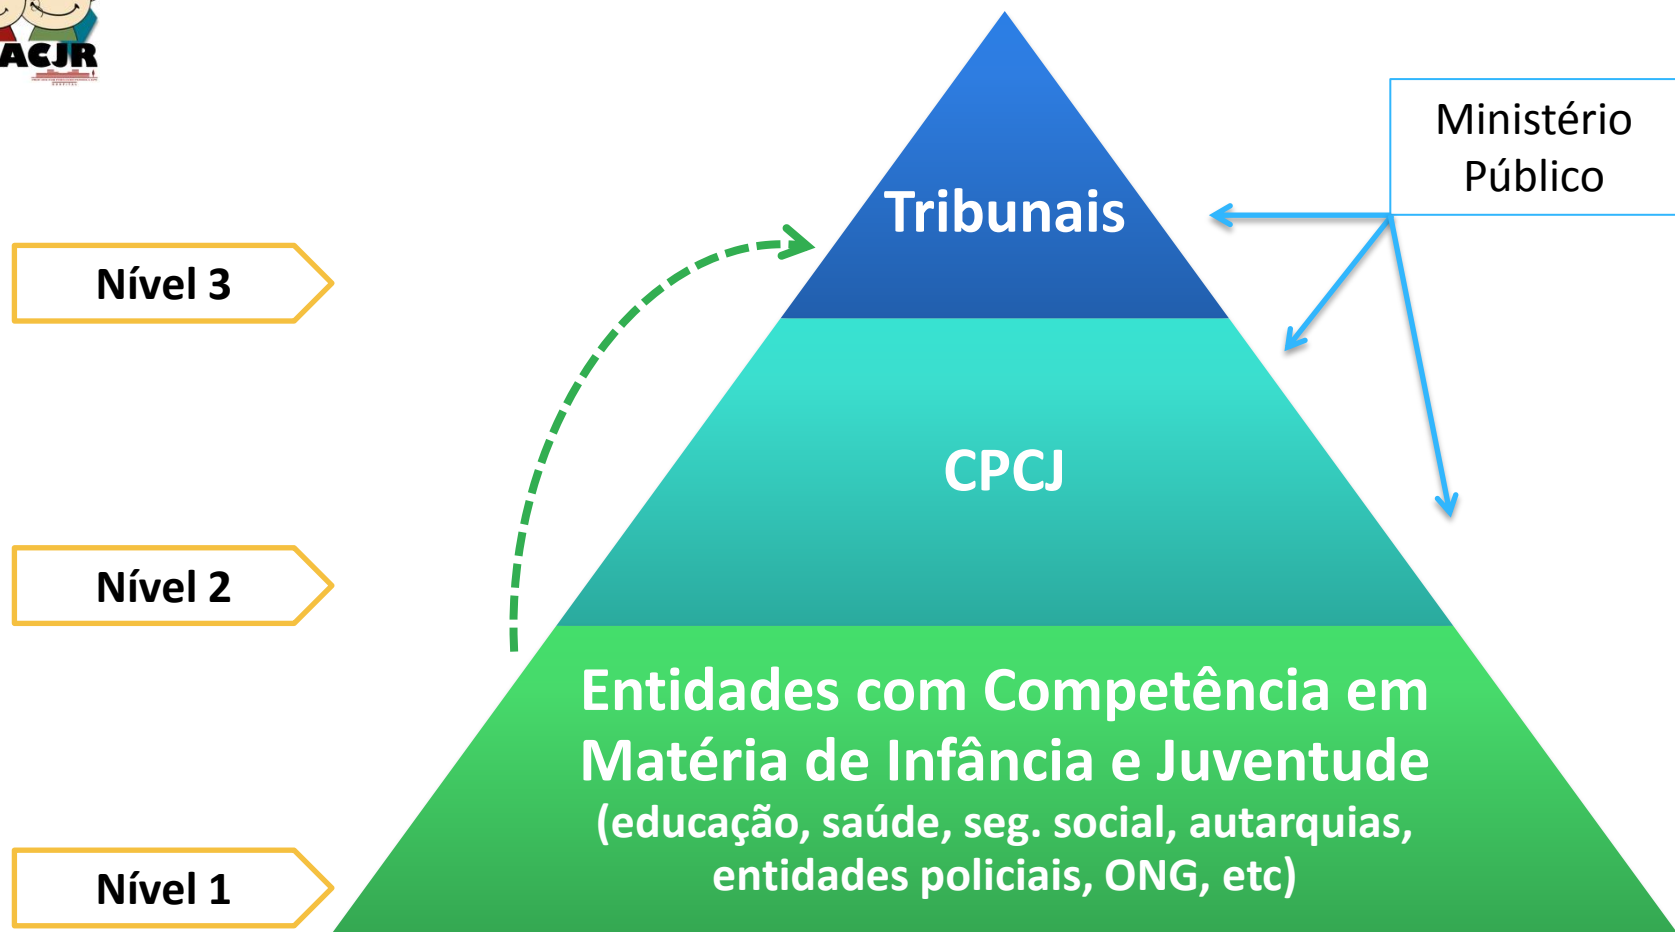 ACJR
Ministério
Público
Tribunais
Nível 3
CPCJ
Nível 2
Entidades com Competência em
Matéria de Infância e Juventude
(educação, saúde, seg. social, autarquias,
entidades policiais, ONG, etc)
Nível 1